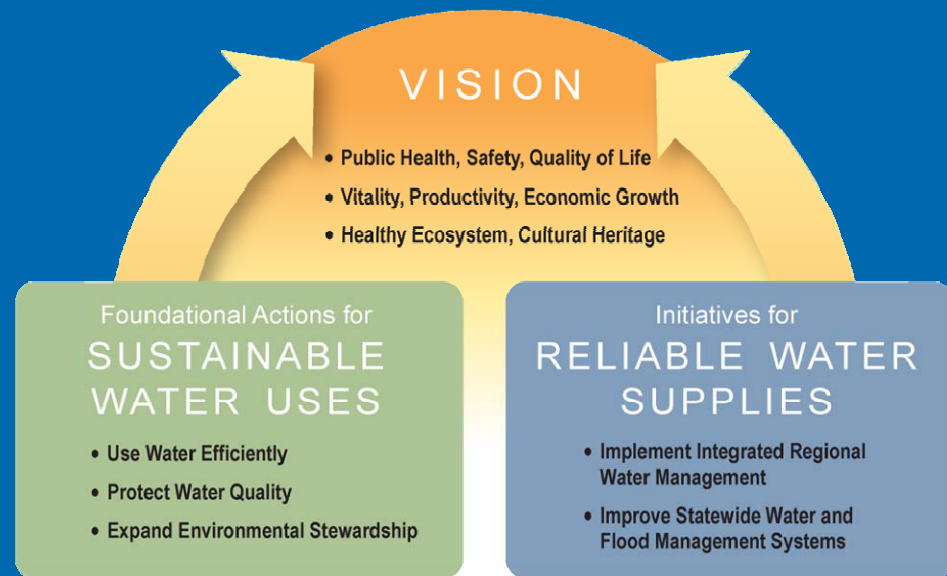 VISION
• Public Health, Safety, Quality of Life
• Vitality, Productivity, Economic Growth
• Healthy Ecosystem, Cultural Heritage
Foundational Actions for
SUSTAINABLE
WATER USES
• Use Water Efficiently
• Protect Water Quality
• Expand Environmental Stewardship
Initiatives for
RELIABLE WATER
SUPPLIES
• Implement Integrated Regional
Water Management
• Improve Statewide Water and
Flood Management Systems